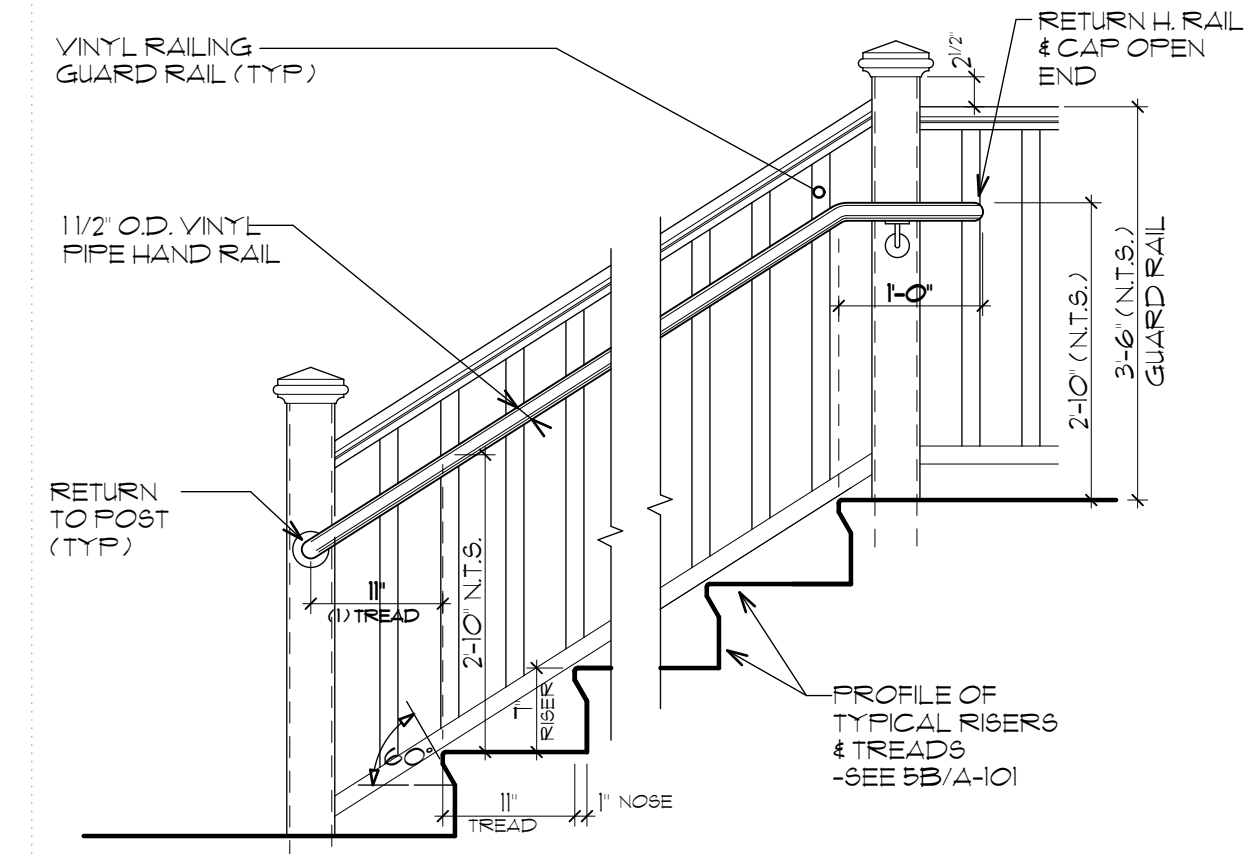 VINYL RAILING
GUARD RAIL (TYP)
RETURN H. RAIL
& CAP OPEN
END
2 1/2"
1 1/2" O.D. VINYL
PIPE HAND RAIL
1'-0"
2'-10" (N.T.S.)
3'-6" (N.T.S.)
GUARD RAIL
RETURN
TO POST
(TYP)
11"
(1) TREAD
2'-10" N.T.S.
7"
RISER
60°
11"
TREAD
1" NOSE
PROFILE OF
TYPICAL RISERS
& TREADS
-SEE 5B/A-101